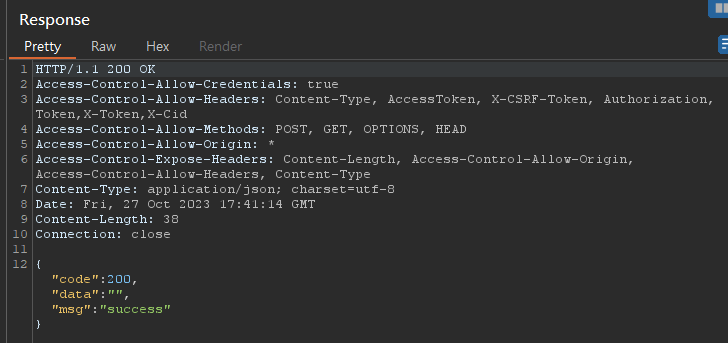 Response
Pretty Raw Hex Render
1 HTTP/1.1 200 OK
2 Access-Control-Allow-Credentials: true
3 Access-Control-Allow-Headers: Content-Type, AccessToken, X-CSRF-Token, Authorization,
Token,X-Token,X-Cid
4 Access-Control-Allow-Methods: POST, GET, OPTIONS, HEAD
5 Access-Control-Allow-Origin: *
6 Access-Control-Expose-Headers: Content-Length, Access-Control-Allow-Origin,
Access-Control-Allow-Headers, Content-Type
7 Content-Type: application/json; charset=utf-8
8 Date: Fri, 27 Oct 2023 17:41:14 GMT
9 Content-Length: 38
10 Connection: close
11
12 {
"code":200,
"data":"",
"msg":"success"
}